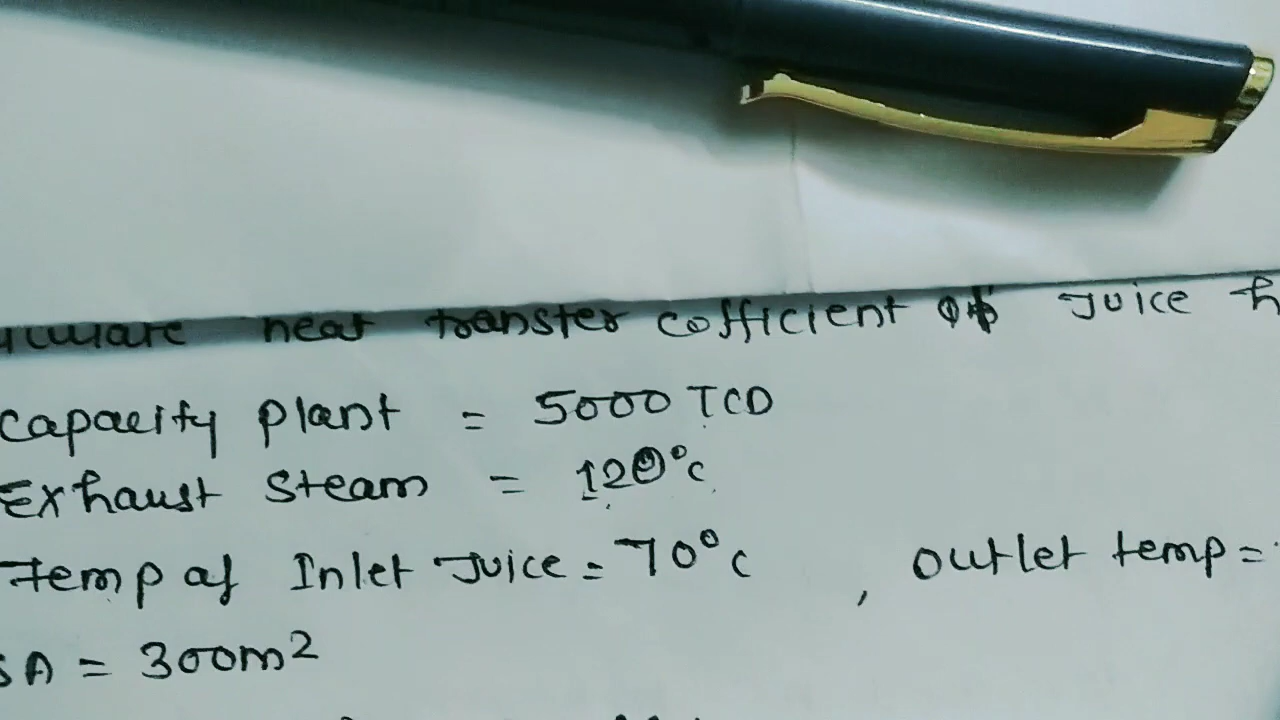 heat transfer cofficient of Juice
Capacity plant = 5000 TCD
Exhaust steam = 120°c
Temp of Inlet Juice = 70°c , outlet temp =
SA = 300m²